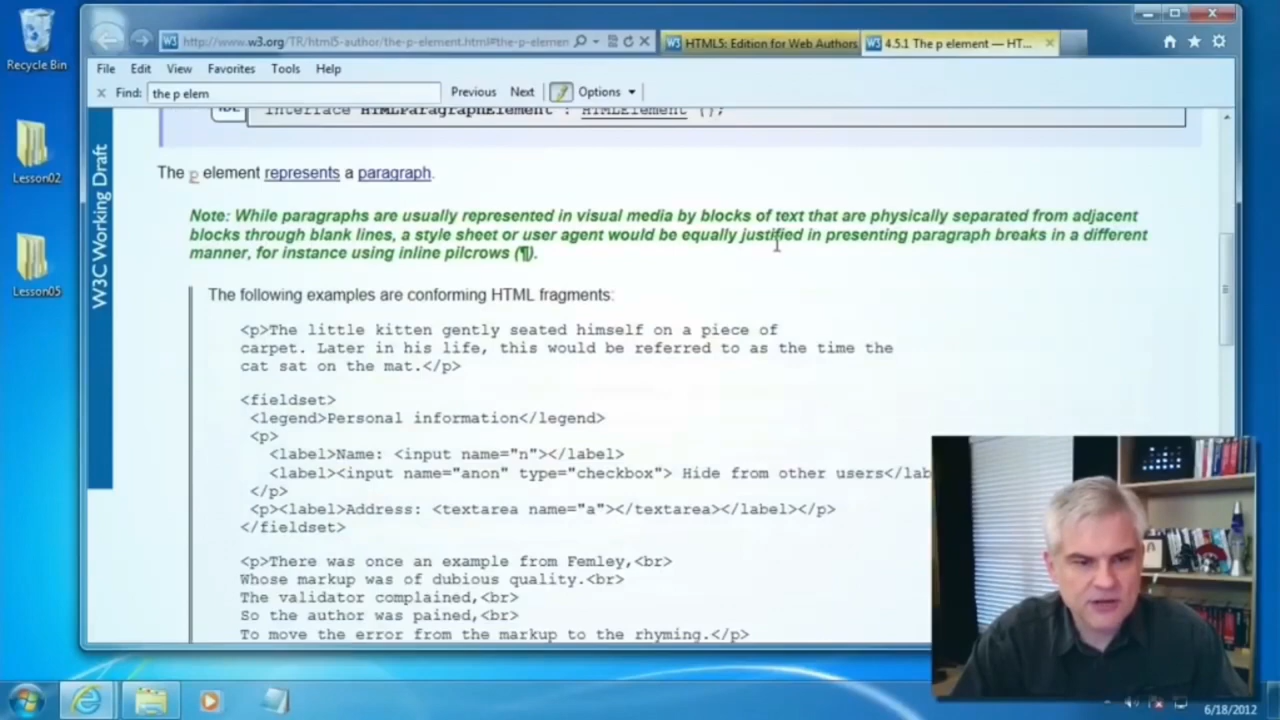 Recycle Bin
Lesson02
Lesson05
http://www.w3.org/TR/html5-author/the-p-element.html#the-p-elemen
HTML5: Edition for Web Authors
4.5.1 The p element — HT...
File Edit View Favorites Tools Help
Find: the p elem Previous Next Options
interface HTMLParagraphElement : HTMLElement {};
W3C Working Draft
The p element represents a paragraph.
Note: While paragraphs are usually represented in visual media by blocks of text that are physically separated from adjacent
blocks through blank lines, a style sheet or user agent would be equally justified in presenting paragraph breaks in a different
manner, for instance using inline pilcrows (¶).
The following examples are conforming HTML fragments:
<p>The little kitten gently seated himself on a piece of
carpet. Later in his life, this would be referred to as the time the
cat sat on the mat.</p>
<fieldset>
<legend>Personal information</legend>
<p>
<label>Name: <input name="n"></label>
<label><input name="anon" type="checkbox"> Hide from other users</lab
</p>
<p><label>Address: <textarea name="a"></textarea></label></p>
</fieldset>
<p>There was once an example from Femley,<br>
Whose markup was of dubious quality.<br>
The validator complained,<br>
So the author was pained,<br>
To move the error from the markup to the rhyming.</p>
6/18/2012